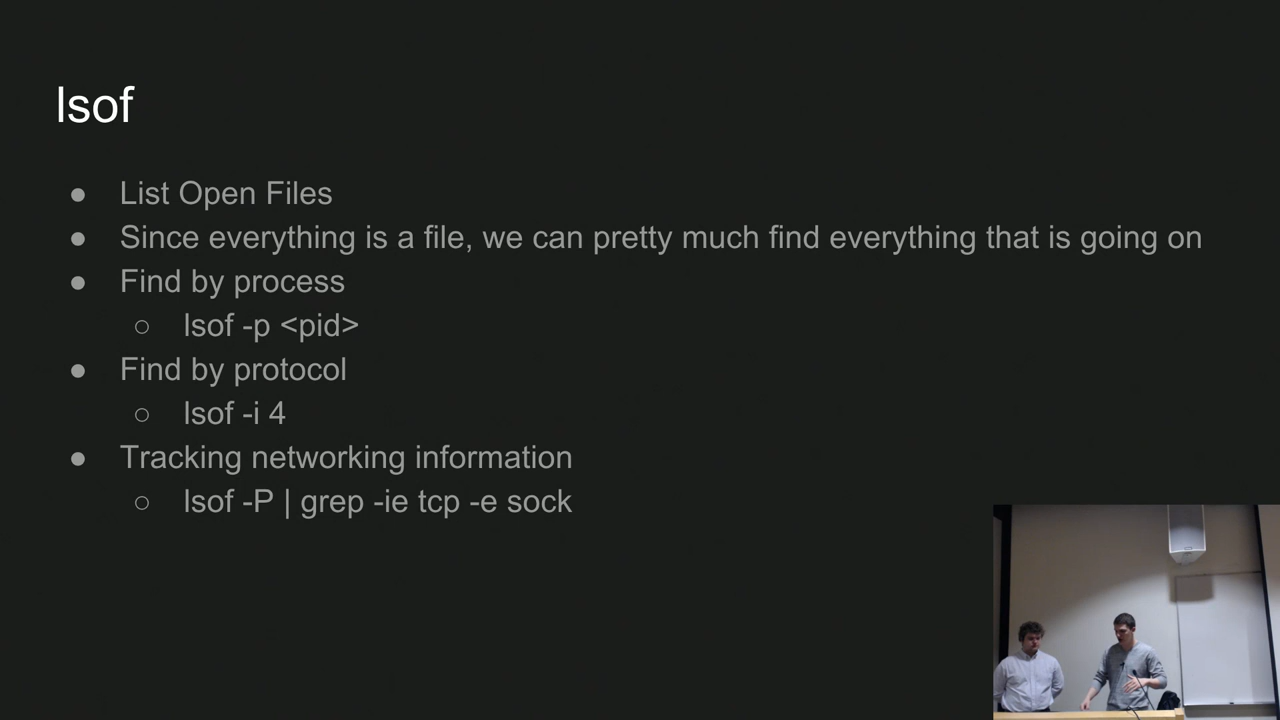 lsof
● List Open Files
● Since everything is a file, we can pretty much find everything that is going on
● Find by process
○ lsof -p <pid>
● Find by protocol
○ lsof -i 4
● Tracking networking information
○ lsof -P | grep -ie tcp -e sock